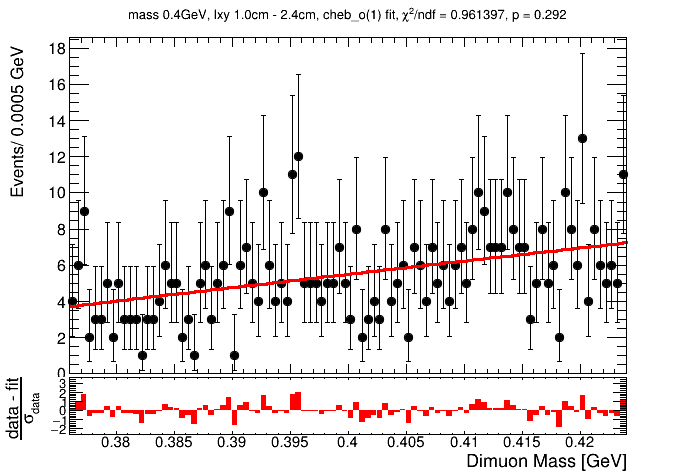 mass 0.4GeV, lxy 1.0cm - 2.4cm, cheb_o(1) fit, χ²/ndf = 0.961397, p = 0.292
Events/ 0.0005 GeV
18
16
14
12
10
8
6
4
2
0
data - fit
σdata
3
2
1
0
−1
−2
0.38 0.385 0.39 0.395 0.4 0.405 0.41 0.415 0.42
Dimuon Mass [GeV]